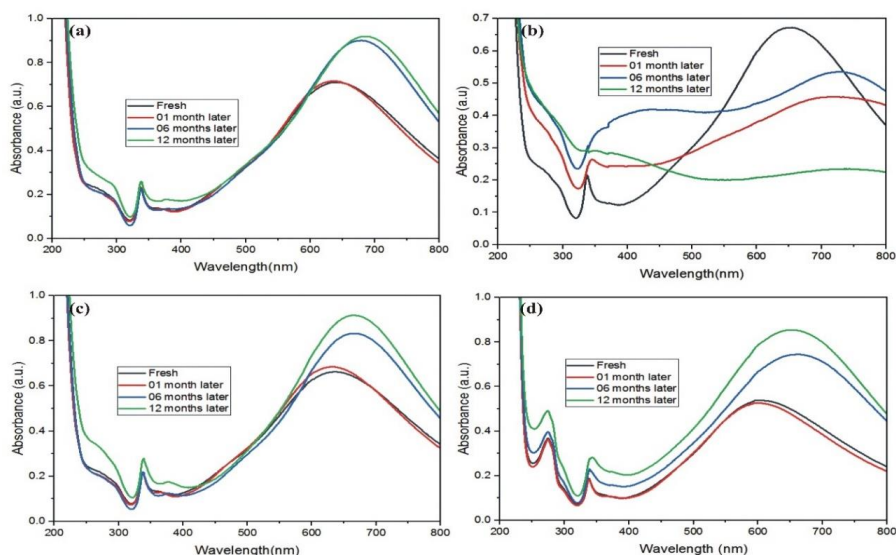 (a)
Fresh
01 month later
06 months later
12 months later
Absorbance (a.u.)
1.0
0.8
0.6
0.4
0.2
0.0
200 300 400 500 600 700 800
Wavelength(nm)
(b)
Fresh
01 month later
06 months later
12 months later
Absorbance (a.u.)
0.7
0.6
0.5
0.4
0.3
0.2
0.1
0.0
200 300 400 500 600 700 800
Wavelength(nm)
(c)
Fresh
01 month later
06 months later
12 months later
Absorbance (a.u.)
1.0
0.8
0.6
0.4
0.2
0.0
200 300 400 500 600 700 800
Wavelength(nm)
(d)
Fresh
01 month later
06 months later
12 months later
Absorbance (a.u.)
1.0
0.8
0.6
0.4
0.2
0.0
200 300 400 500 600 700 800
Wavelength (nm)